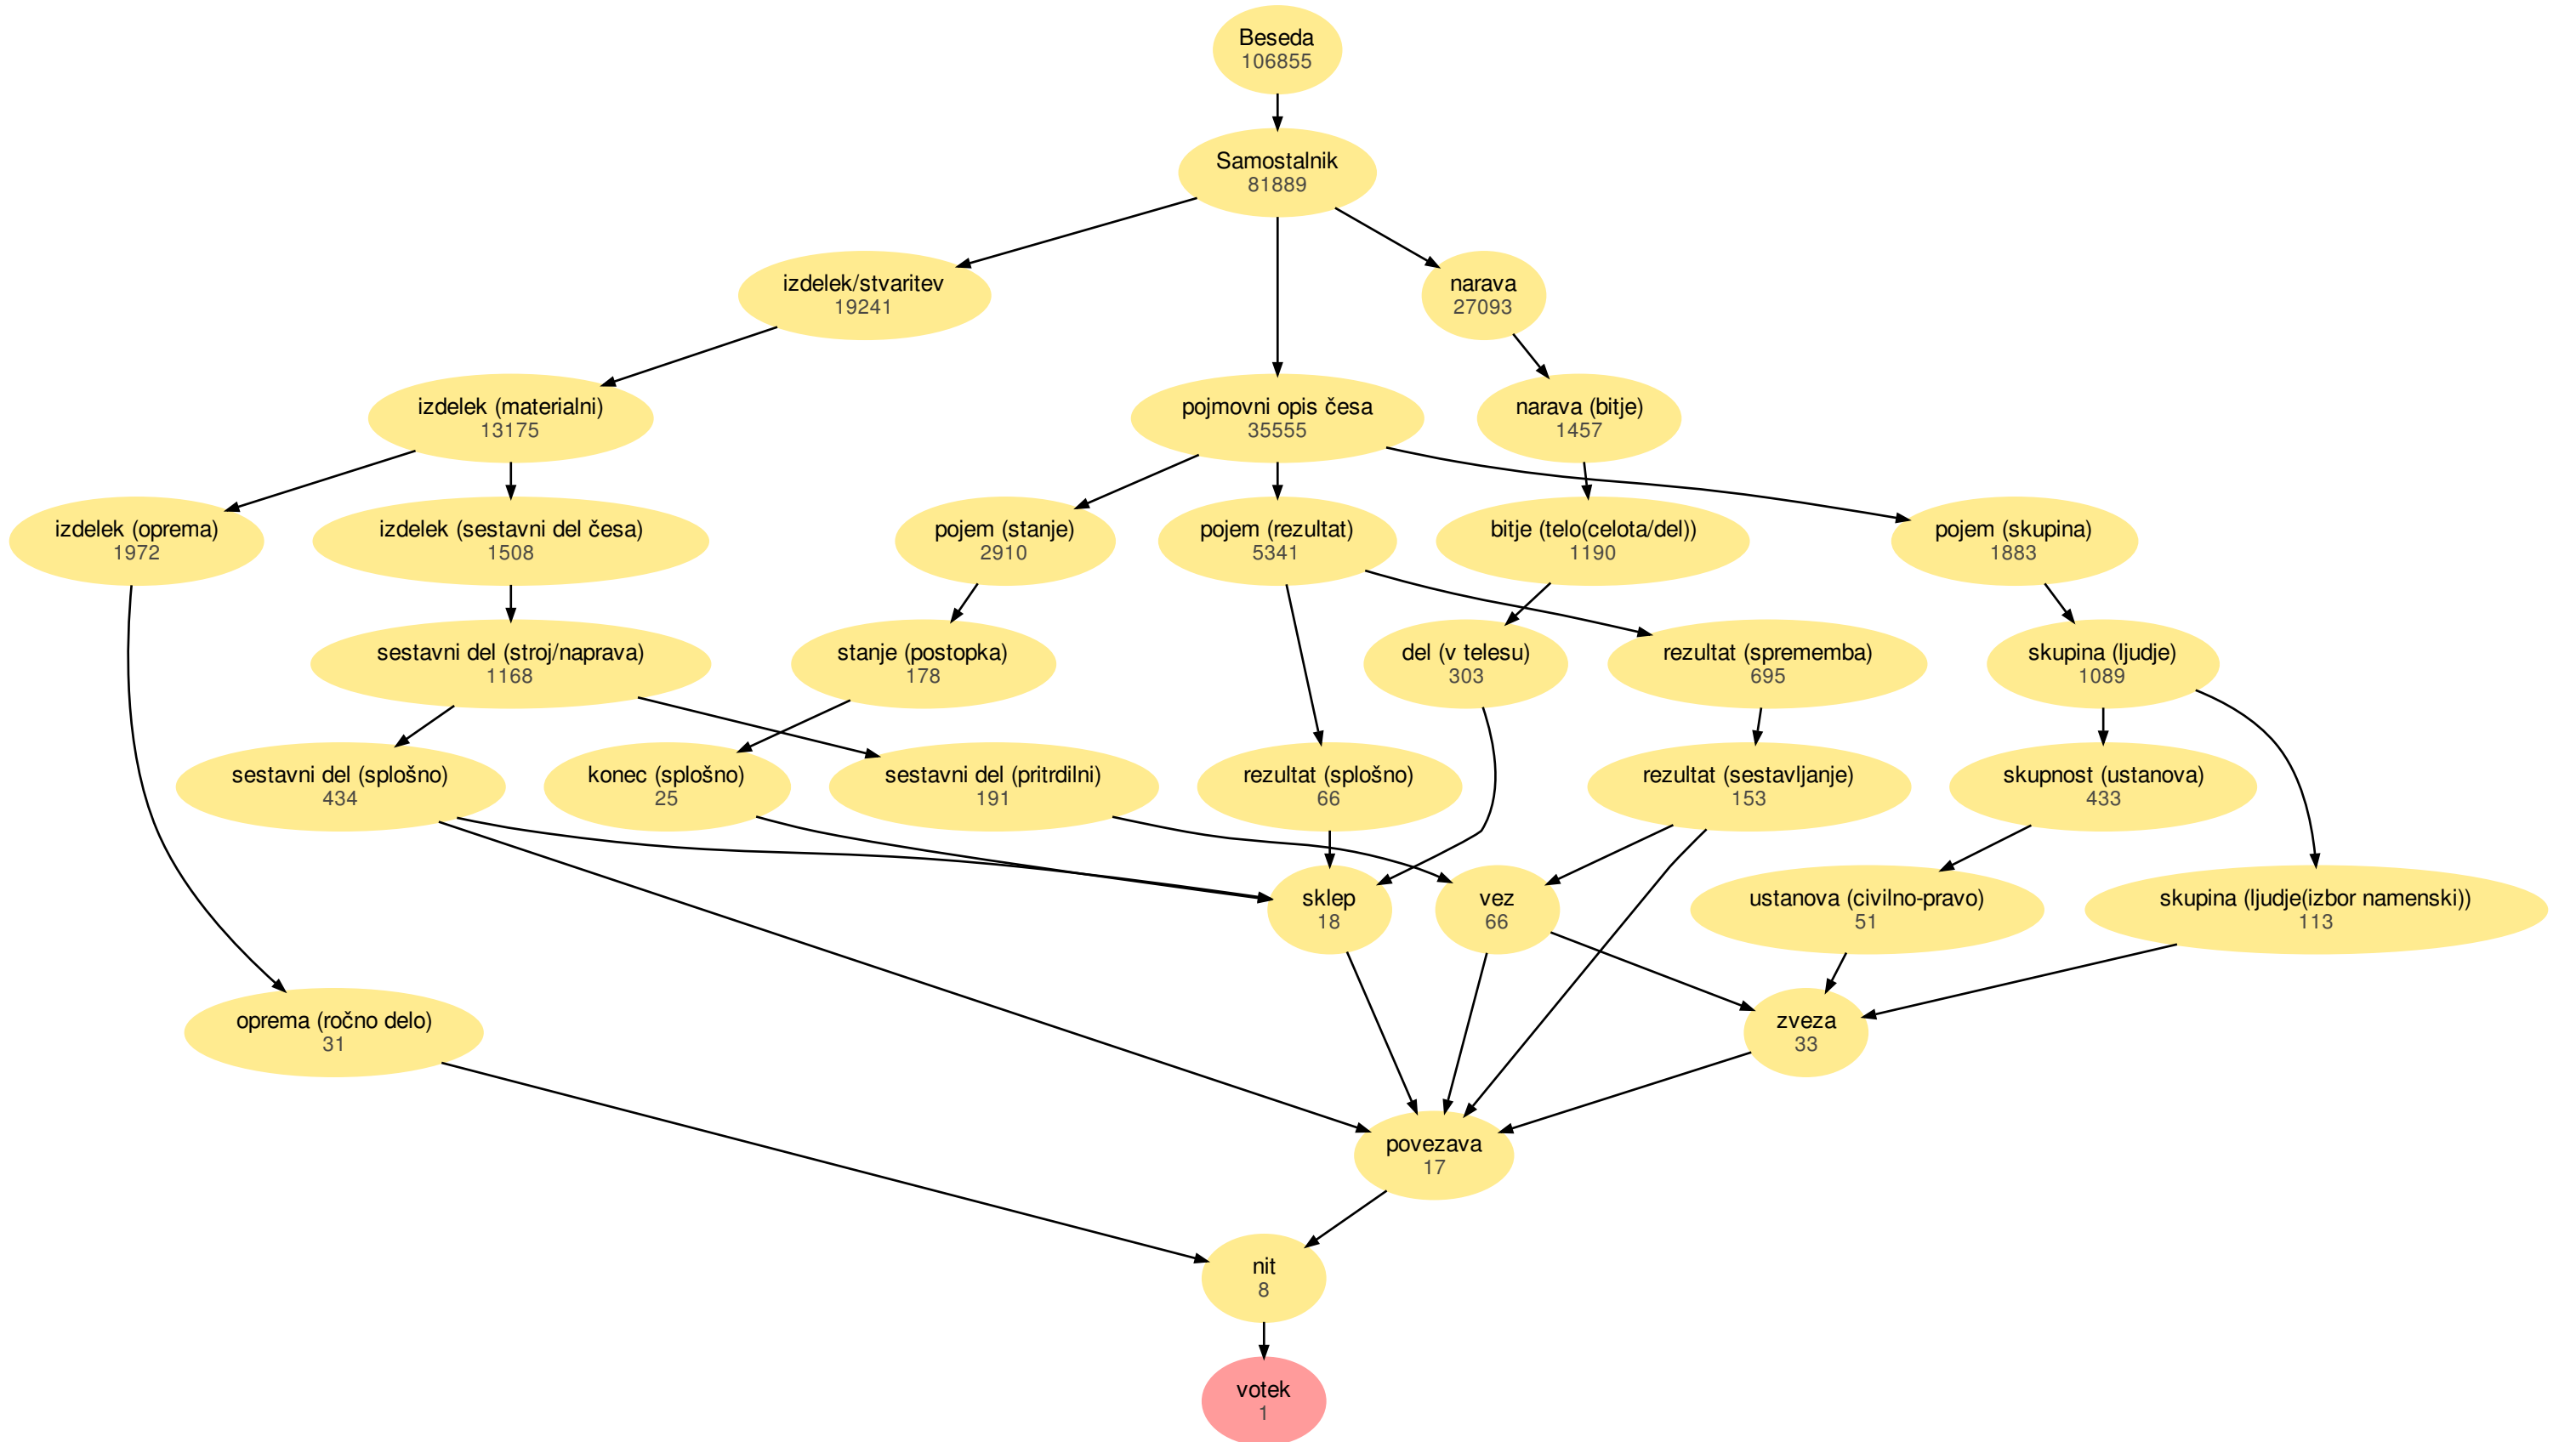 Beseda
106855
Samostalnik
81889
izdelek/stvaritev
19241
narava
27093
izdelek (materialni)
13175
pojmovni opis česa
35555
narava (bitje)
1457
izdelek (oprema)
1972
izdelek (sestavni del česa)
1508
pojem (stanje)
2910
pojem (rezultat)
5341
bitje (telo(celota/del))
1190
pojem (skupina)
1883
sestavni del (stroj/naprava)
1168
stanje (postopka)
178
del (v telesu)
303
rezultat (sprememba)
695
skupina (ljudje)
1089
sestavni del (splošno)
434
konec (splošno)
25
sestavni del (pritrdilni)
191
rezultat (splošno)
66
rezultat (sestavljanje)
153
skupnost (ustanova)
433
sklep
18
vez
66
ustanova (civilno-pravo)
51
skupina (ljudje(izbor namenski))
113
oprema (ročno delo)
31
zveza
33
povezava
17
nit
8
votek
1